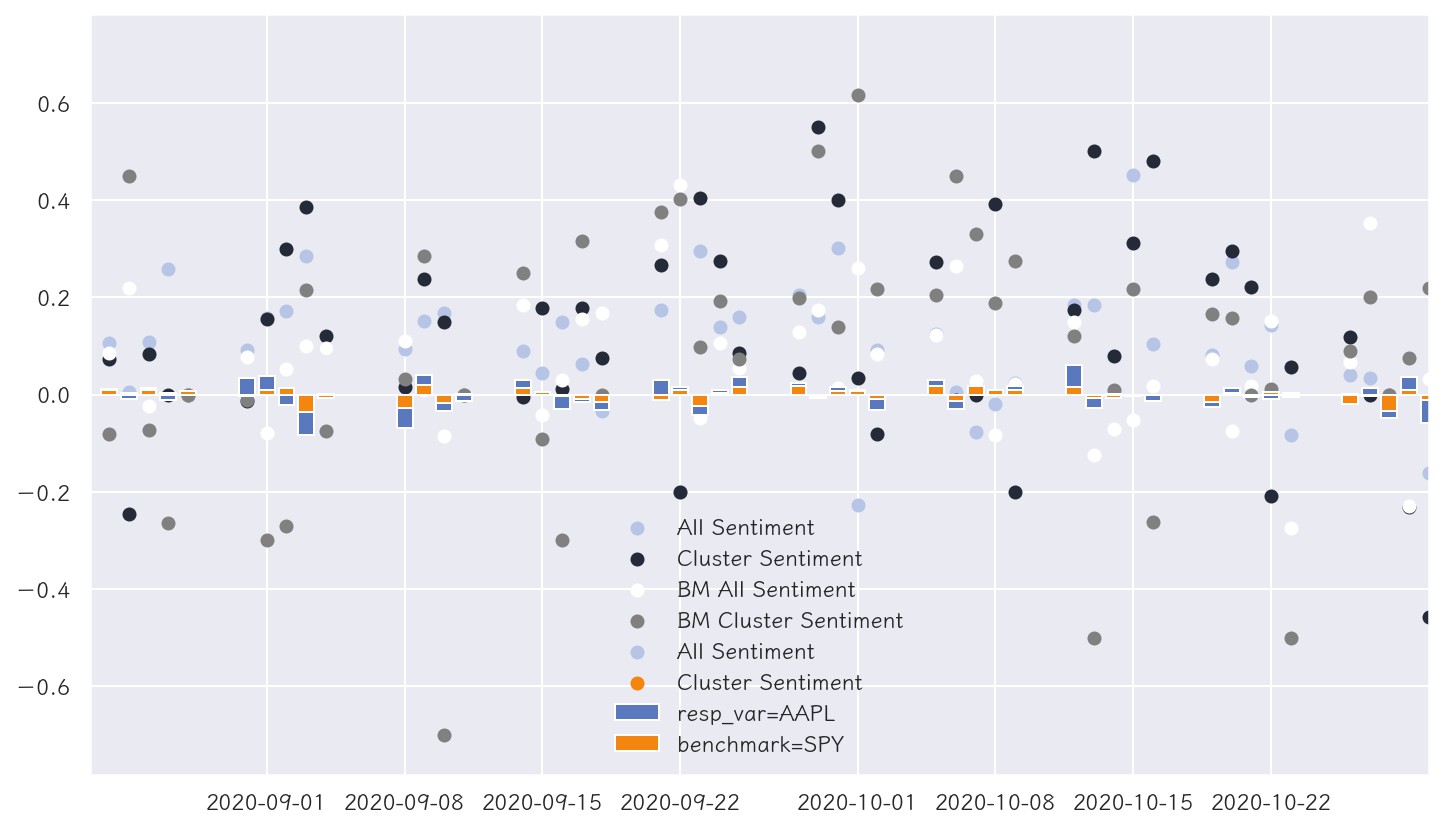 0.6
0.4
0.2
0.0
−0.2
−0.4
−0.6
All Sentiment
Cluster Sentiment
BM All Sentiment
BM Cluster Sentiment
All Sentiment
Cluster Sentiment
resp_var=AAPL
benchmark=SPY
2020-09-01 2020-09-08 2020-09-15 2020-09-22 2020-10-01 2020-10-08 2020-10-15 2020-10-22